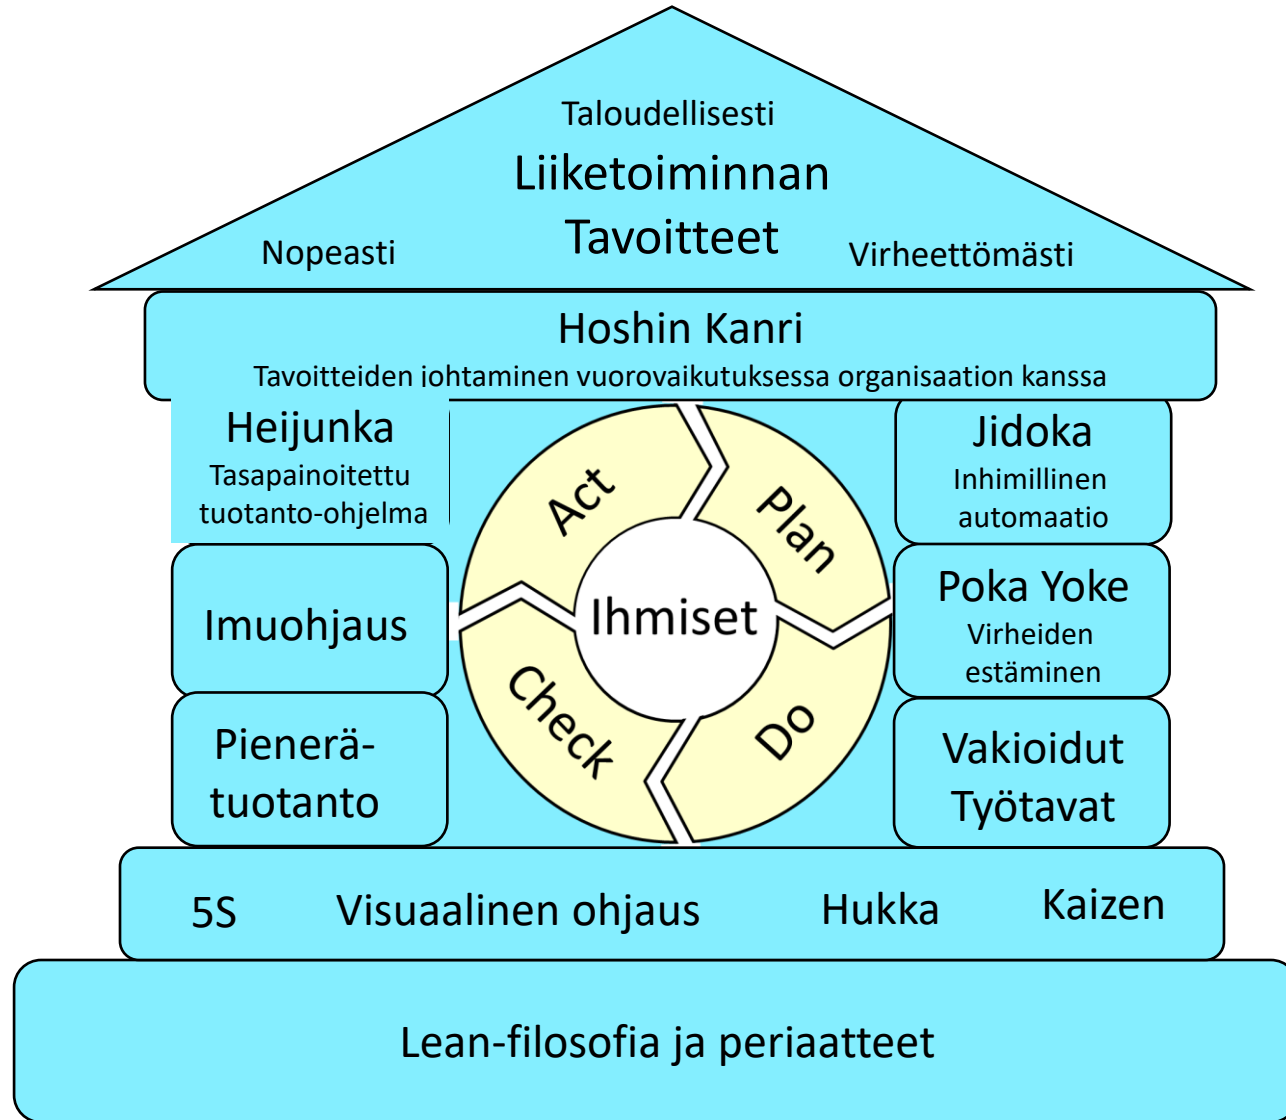 Taloudellisesti
Liiketoiminnan
Tavoitteet
Nopeasti
Virheettömästi
Hoshin Kanri
Tavoitteiden johtaminen vuorovaikutuksessa organisaation kanssa
Heijunka
Tasapainoitettu
tuotanto-ohjelma
Imuohjaus
Pienerä-
tuotanto
Act
Plan
Ihmiset
Check
Do
Jidoka
Inhimillinen
automaatio
Poka Yoke
Virheiden
estäminen
Vakioidut
Työtavat
5S
Visuaalinen ohjaus
Hukka
Kaizen
Lean-filosofia ja periaatteet